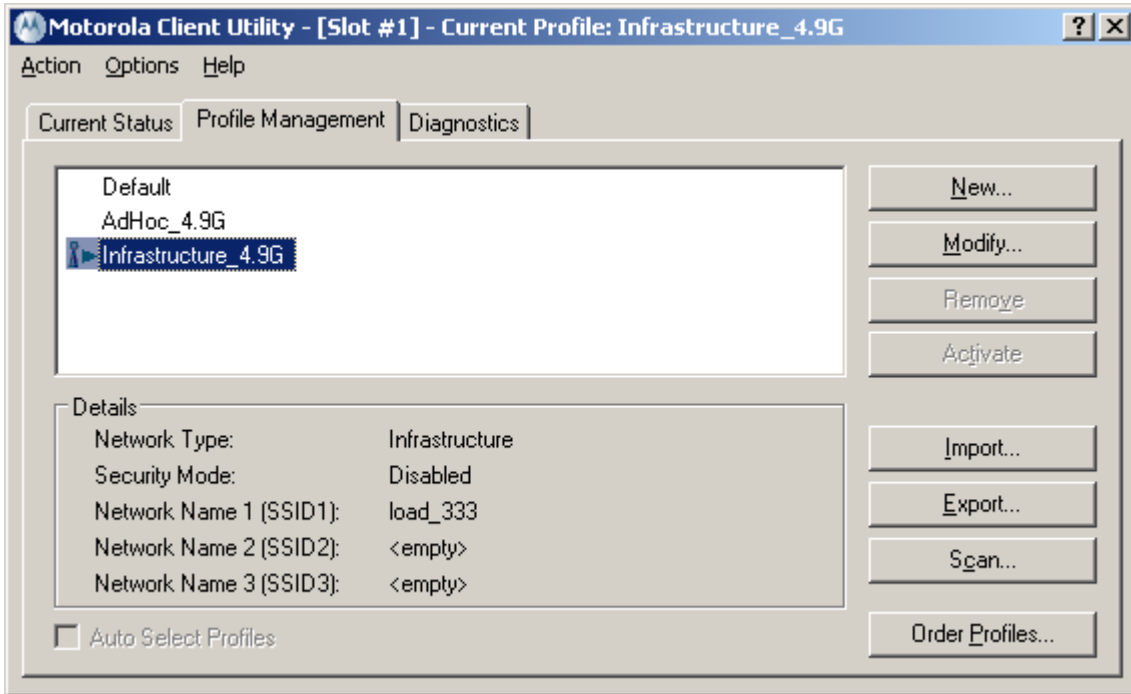 Motorola Client Utility - [Slot #1] - Current Profile: Infrastructure_4.9G
Action Options Help
Current Status Profile Management Diagnostics
Default
AdHoc_4.9G
Infrastructure_4.9G
New...
Modify...
Remove
Activate
Details
Network Type: Infrastructure
Security Mode: Disabled
Network Name 1 (SSID1): load_333
Network Name 2 (SSID2): <empty>
Network Name 3 (SSID3): <empty>
Import...
Export...
Scan...
Auto Select Profiles
Order Profiles...